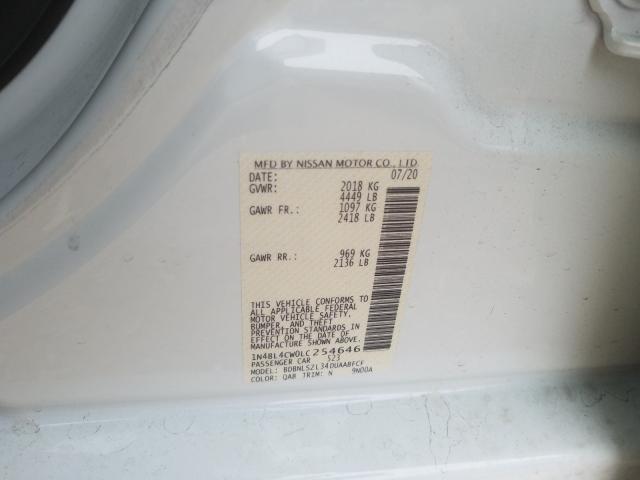 MFD BY NISSAN MOTOR CO., LTD
DATE: 07/20
GVWR: 2018 KG
4449 LB
GAWR FR.: 1097 KG
2418 LB
GAWR RR.: 969 KG
2136 LB
THIS VEHICLE CONFORMS TO
ALL APPLICABLE FEDERAL
MOTOR VEHICLE SAFETY,
BUMPER, AND THEFT
PREVENTION STANDARDS
IN EFFECT ON THE DATE OF
MANUFACTURE SHOWN ABOVE.
1N4BL4CW0LC254646
PASSENGER CAR 523
MODEL: BDBNLSZL34DUAABFCF
COLOR: QAB TRIM: N 9N00A